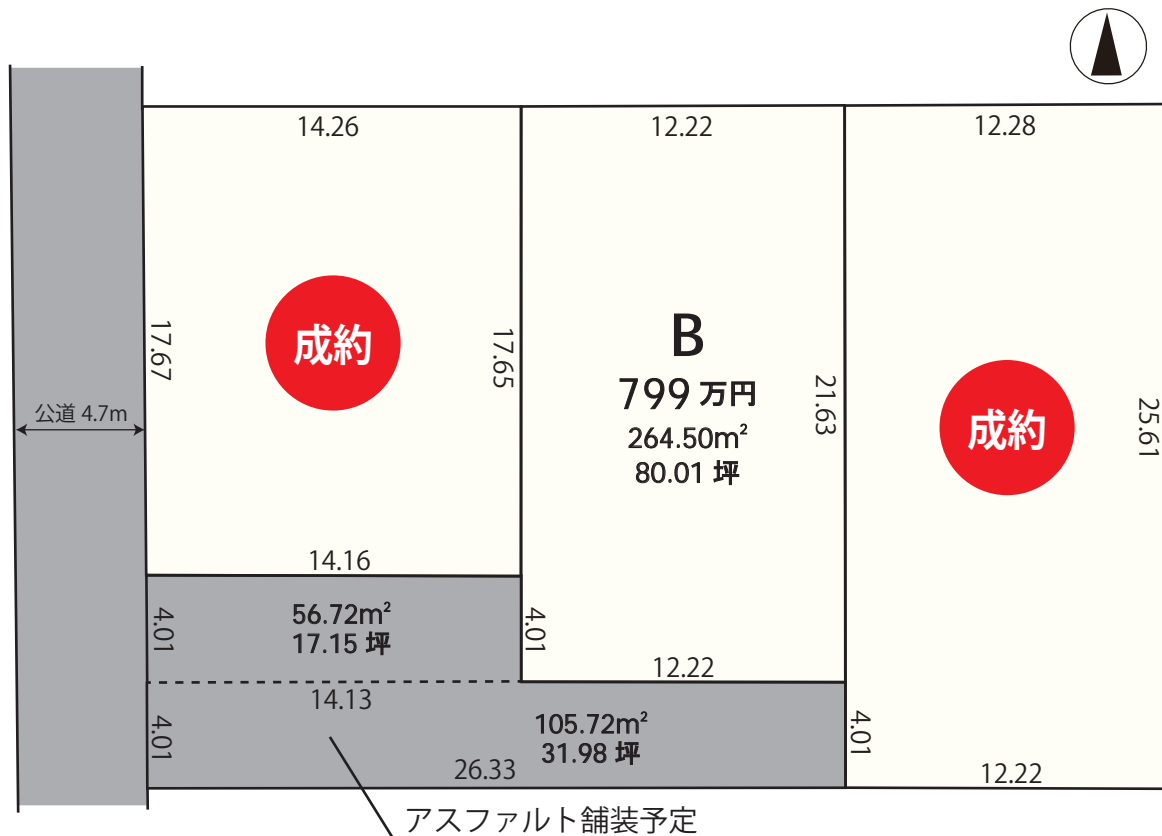 14.26
12.22
12.28
17.67
成約
17.65
B
799 万円
264.50m²
80.01 坪
21.63
成約
25.61
公道 4.7m
14.16
4.01
56.72m²
17.15 坪
4.01
12.22
14.13
4.01
105.72m²
31.98 坪
4.01
26.33
12.22
アスファルト舗装予定